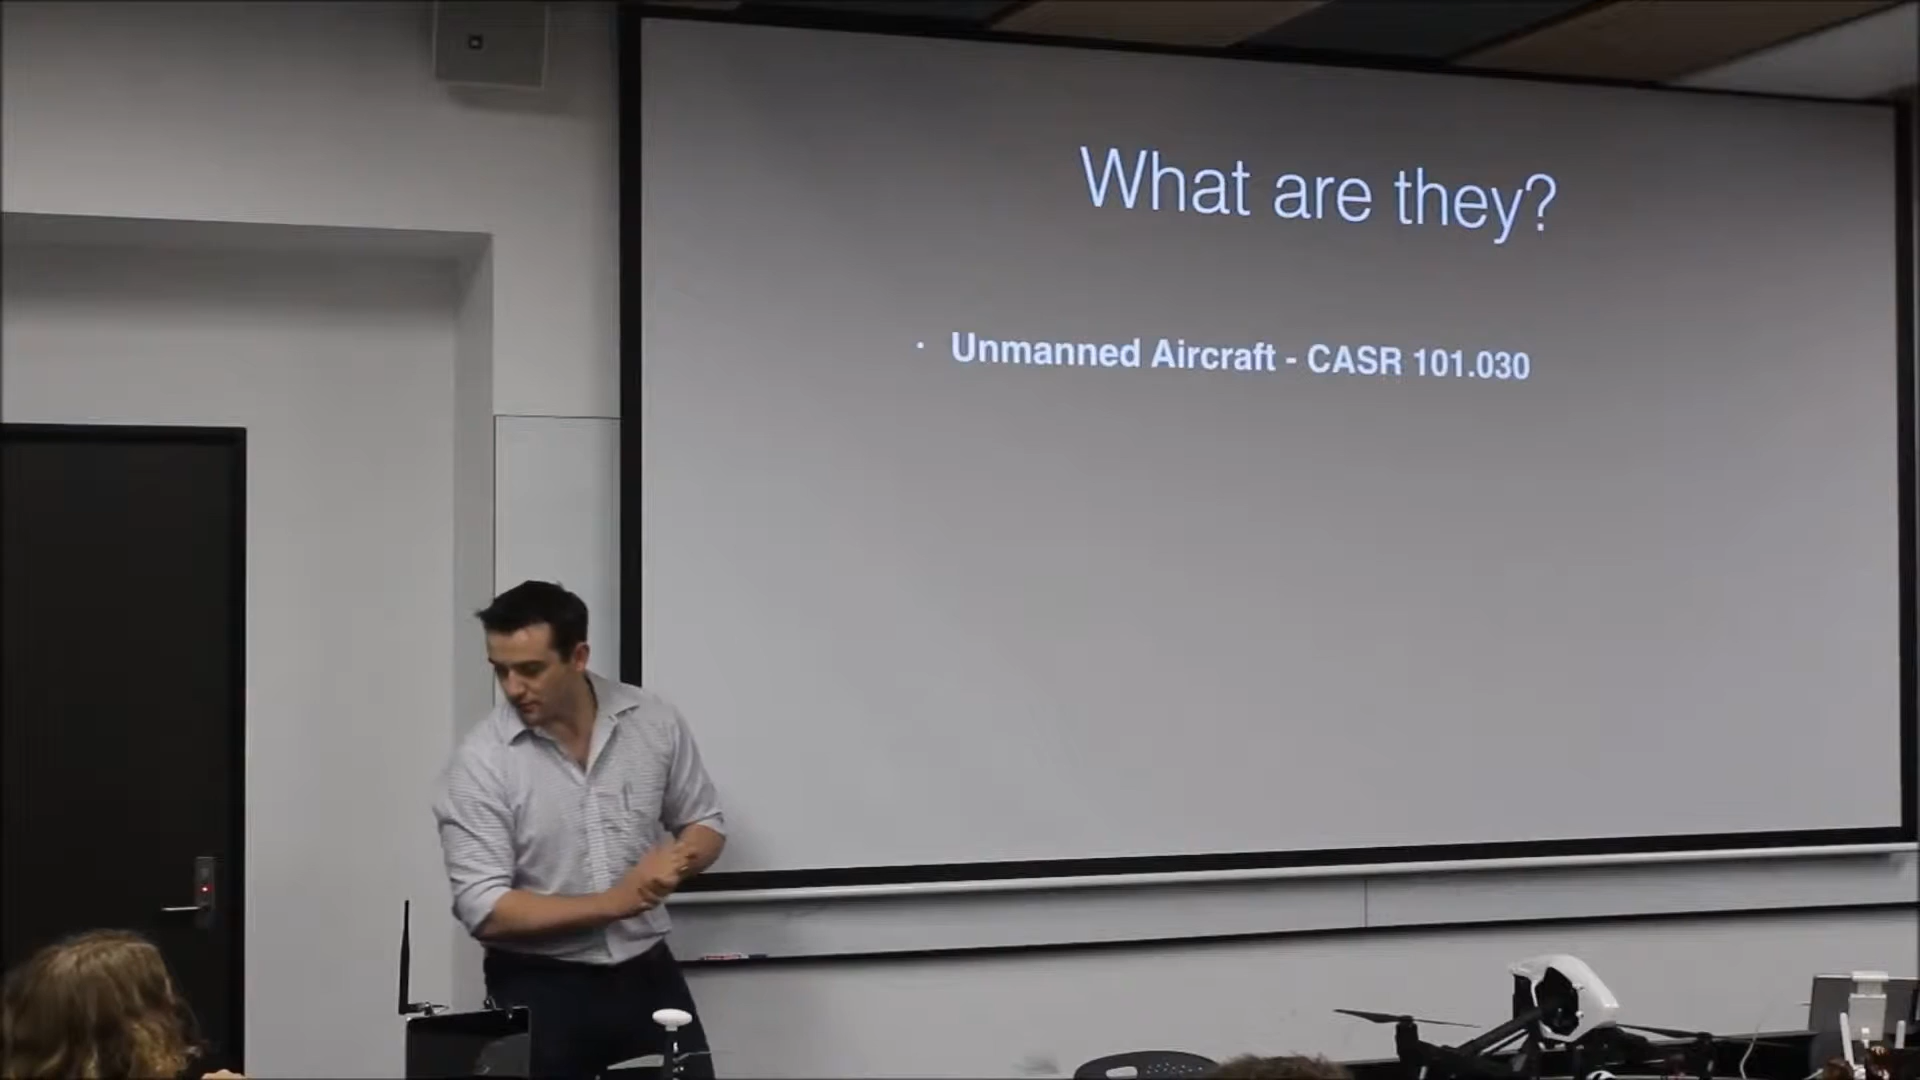 What are they?
· Unmanned Aircraft - CASR 101.030